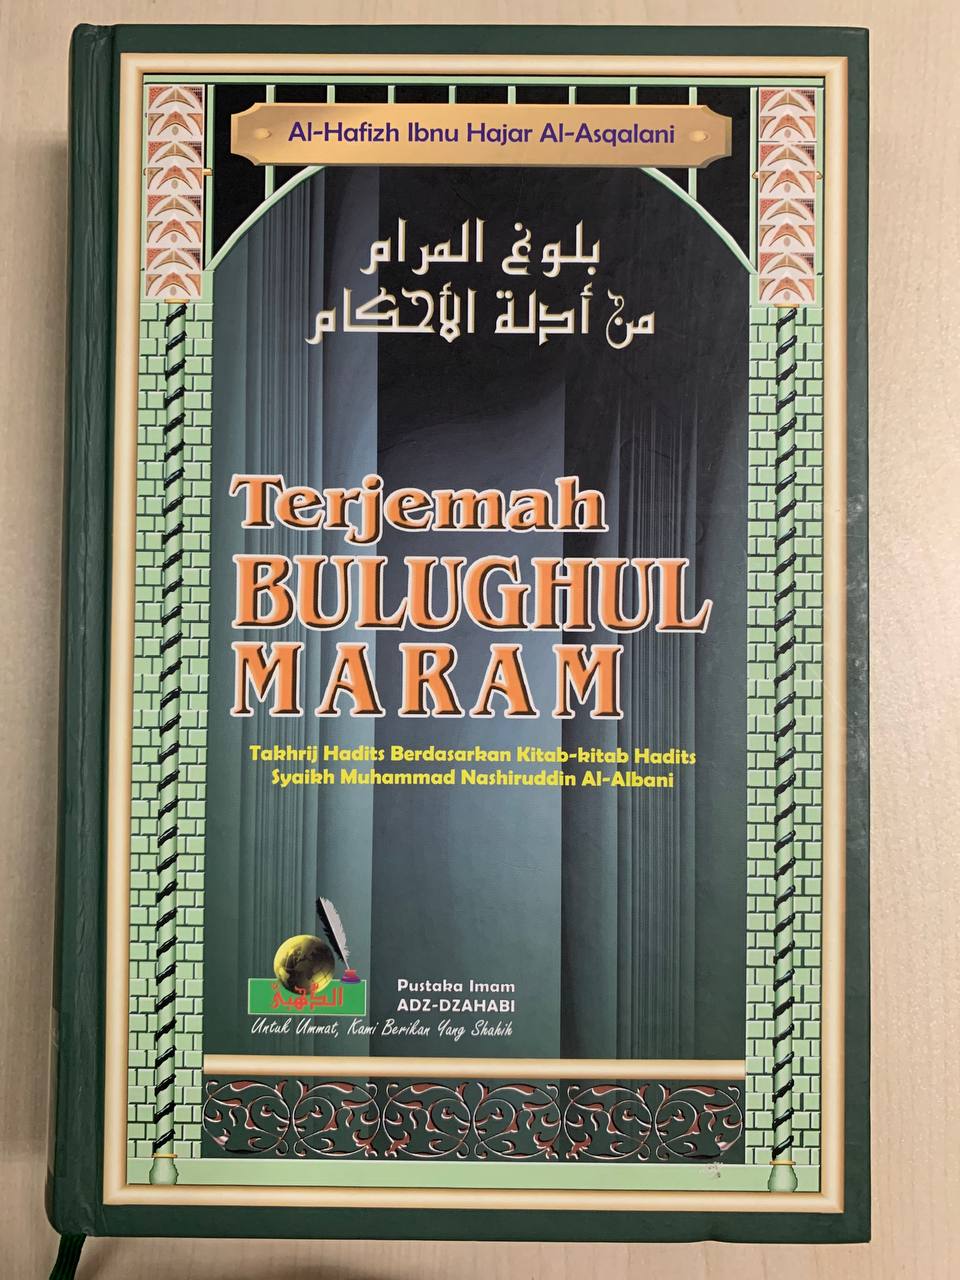 Al-Hafizh Ibnu Hajar Al-Asqalani
بلوغ المرام
من أدلة الأحكام
Terjemah
BULUGHUL
MARAM
Takhrij Hadits Berdasarkan Kitab-kitab Hadits
Syaikh Muhammad Nashiruddin Al-Albani
الذهبي
Pustaka Imam
ADZ-DZAHABI
Untuk Ummat, Kami Berikan Yang Shahih